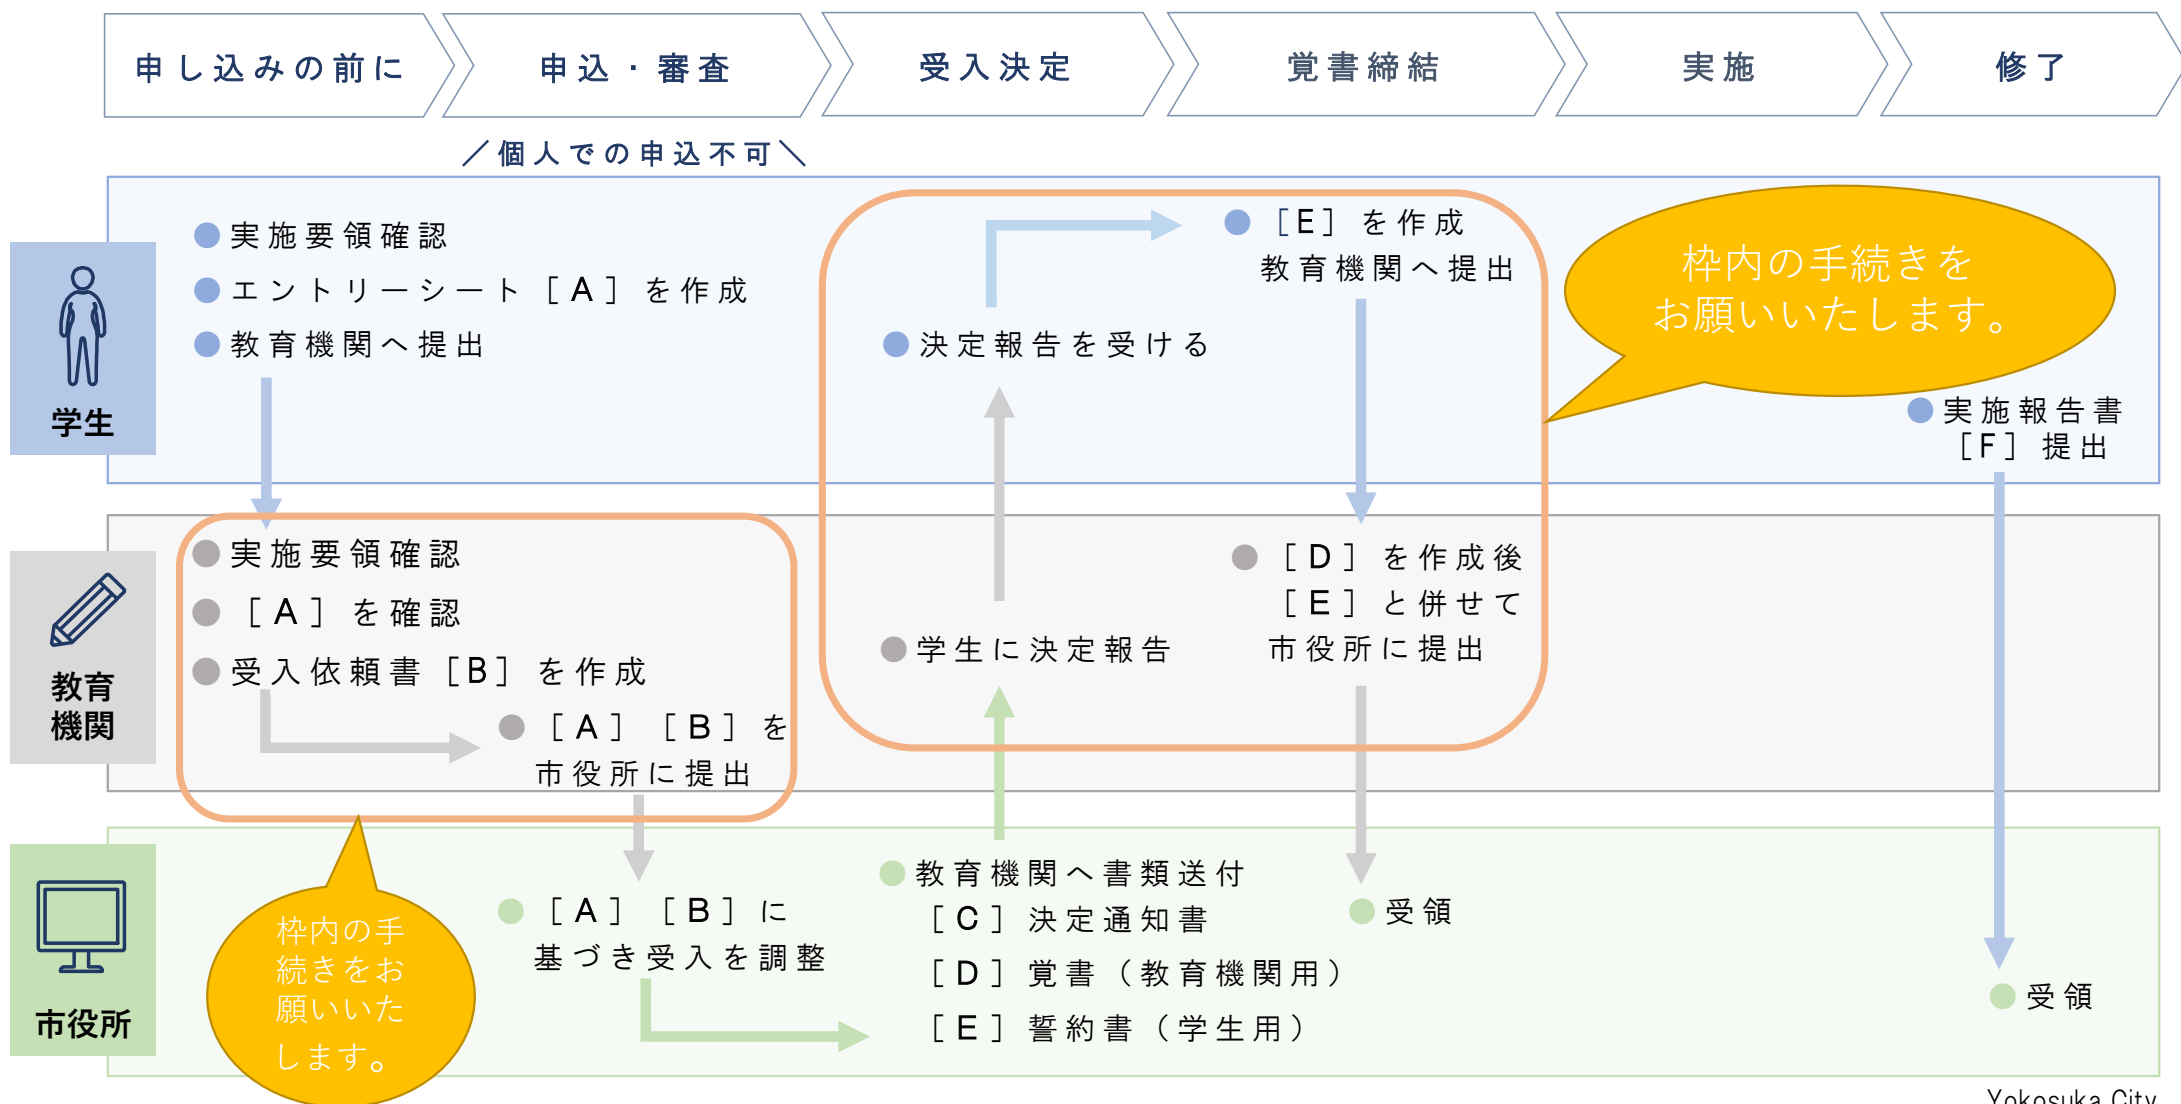 申し込みの前に
申込・審査
受入決定
覚書締結
実施
修了
／個人での申込不可＼
学生
●実施要領確認
●エントリーシート［A］を作成
●教育機関へ提出
●決定報告を受ける
●［E］を作成
教育機関へ提出
枠内の手続きを
お願いいたします。
●実施報告書
［F］提出
教育
機関
●実施要領確認
●［A］を確認
●受入依頼書［B］を作成
●［A］［B］を
市役所に提出
●学生に決定報告
●［D］を作成後
［E］と併せて
市役所に提出
市役所
枠内の手
続きをお
願いいた
します。
●［A］［B］に
基づき受入を調整
●教育機関へ書類送付
［C］決定通知書
［D］覚書（教育機関用）
［E］誓約書（学生用）
●受領
●受領
Yokosuka City